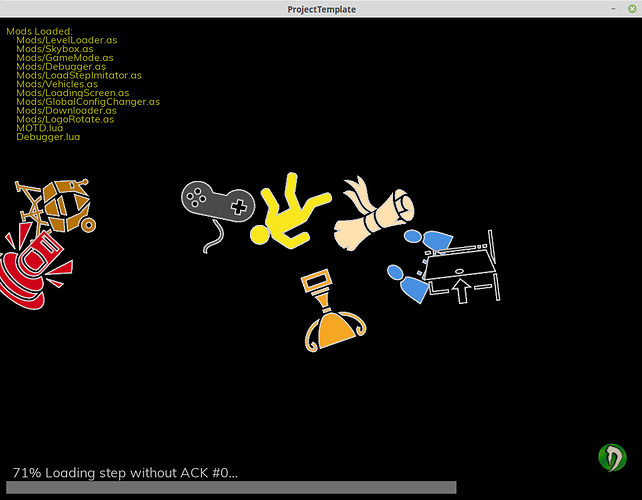 ProjectTemplate
Mods Loaded:
Mods/LevelLoader.as
Mods/Skybox.as
Mods/GameMode.as
Mods/Debugger.as
Mods/LoadStepImitator.as
Mods/Vehicles.as
Mods/LoadingScreen.as
Mods/GlobalConfigChanger.as
Mods/Downloader.as
Mods/LogoRotate.as
MOTD.lua
Debugger.lua
71% Loading step without ACK #0...